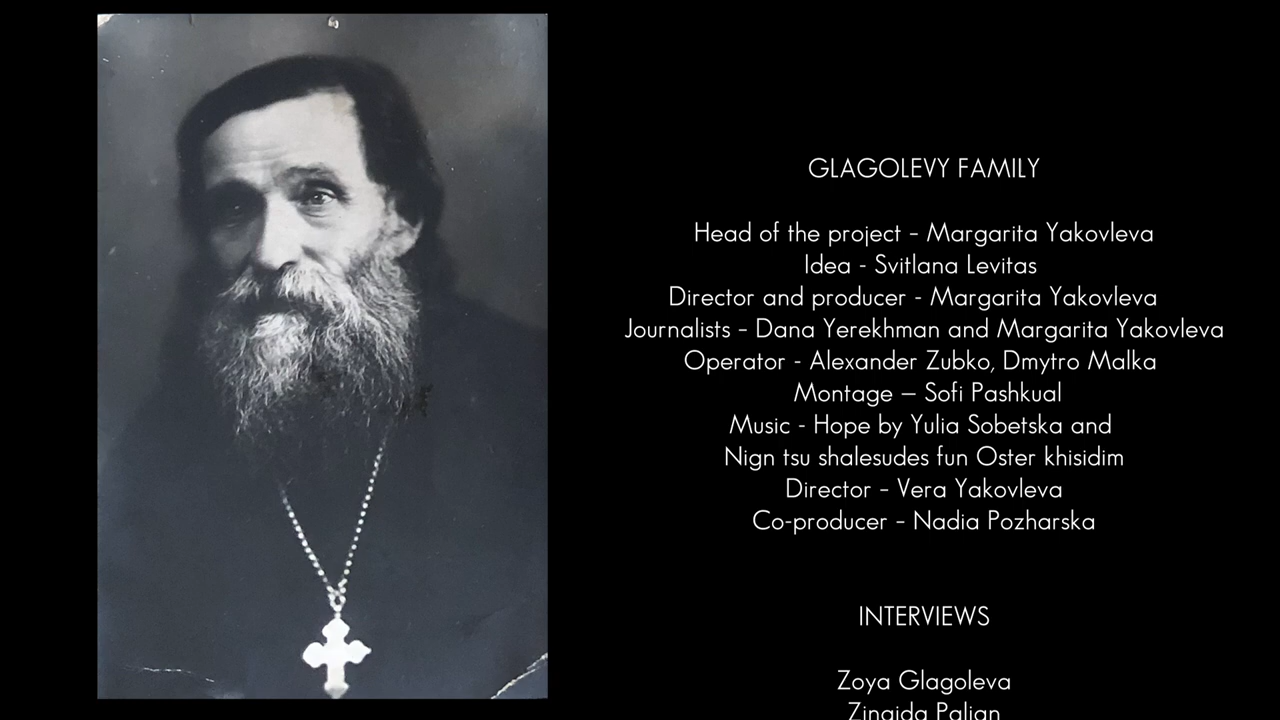 GLAGOLEVY FAMILY
Head of the project – Margarita Yakovleva
Idea - Svitlana Levitas
Director and producer - Margarita Yakovleva
Journalists – Dana Yerekhman and Margarita Yakovleva
Operator - Alexander Zubko, Dmytro Malka
Montage — Sofi Pashkual
Music - Hope by Yulia Sobetska and
Nign tsu shalesudes fun Oster khisidim
Director – Vera Yakovleva
Co-producer – Nadia Pozharska
INTERVIEWS
Zoya Glagoleva
Zinaida Palian